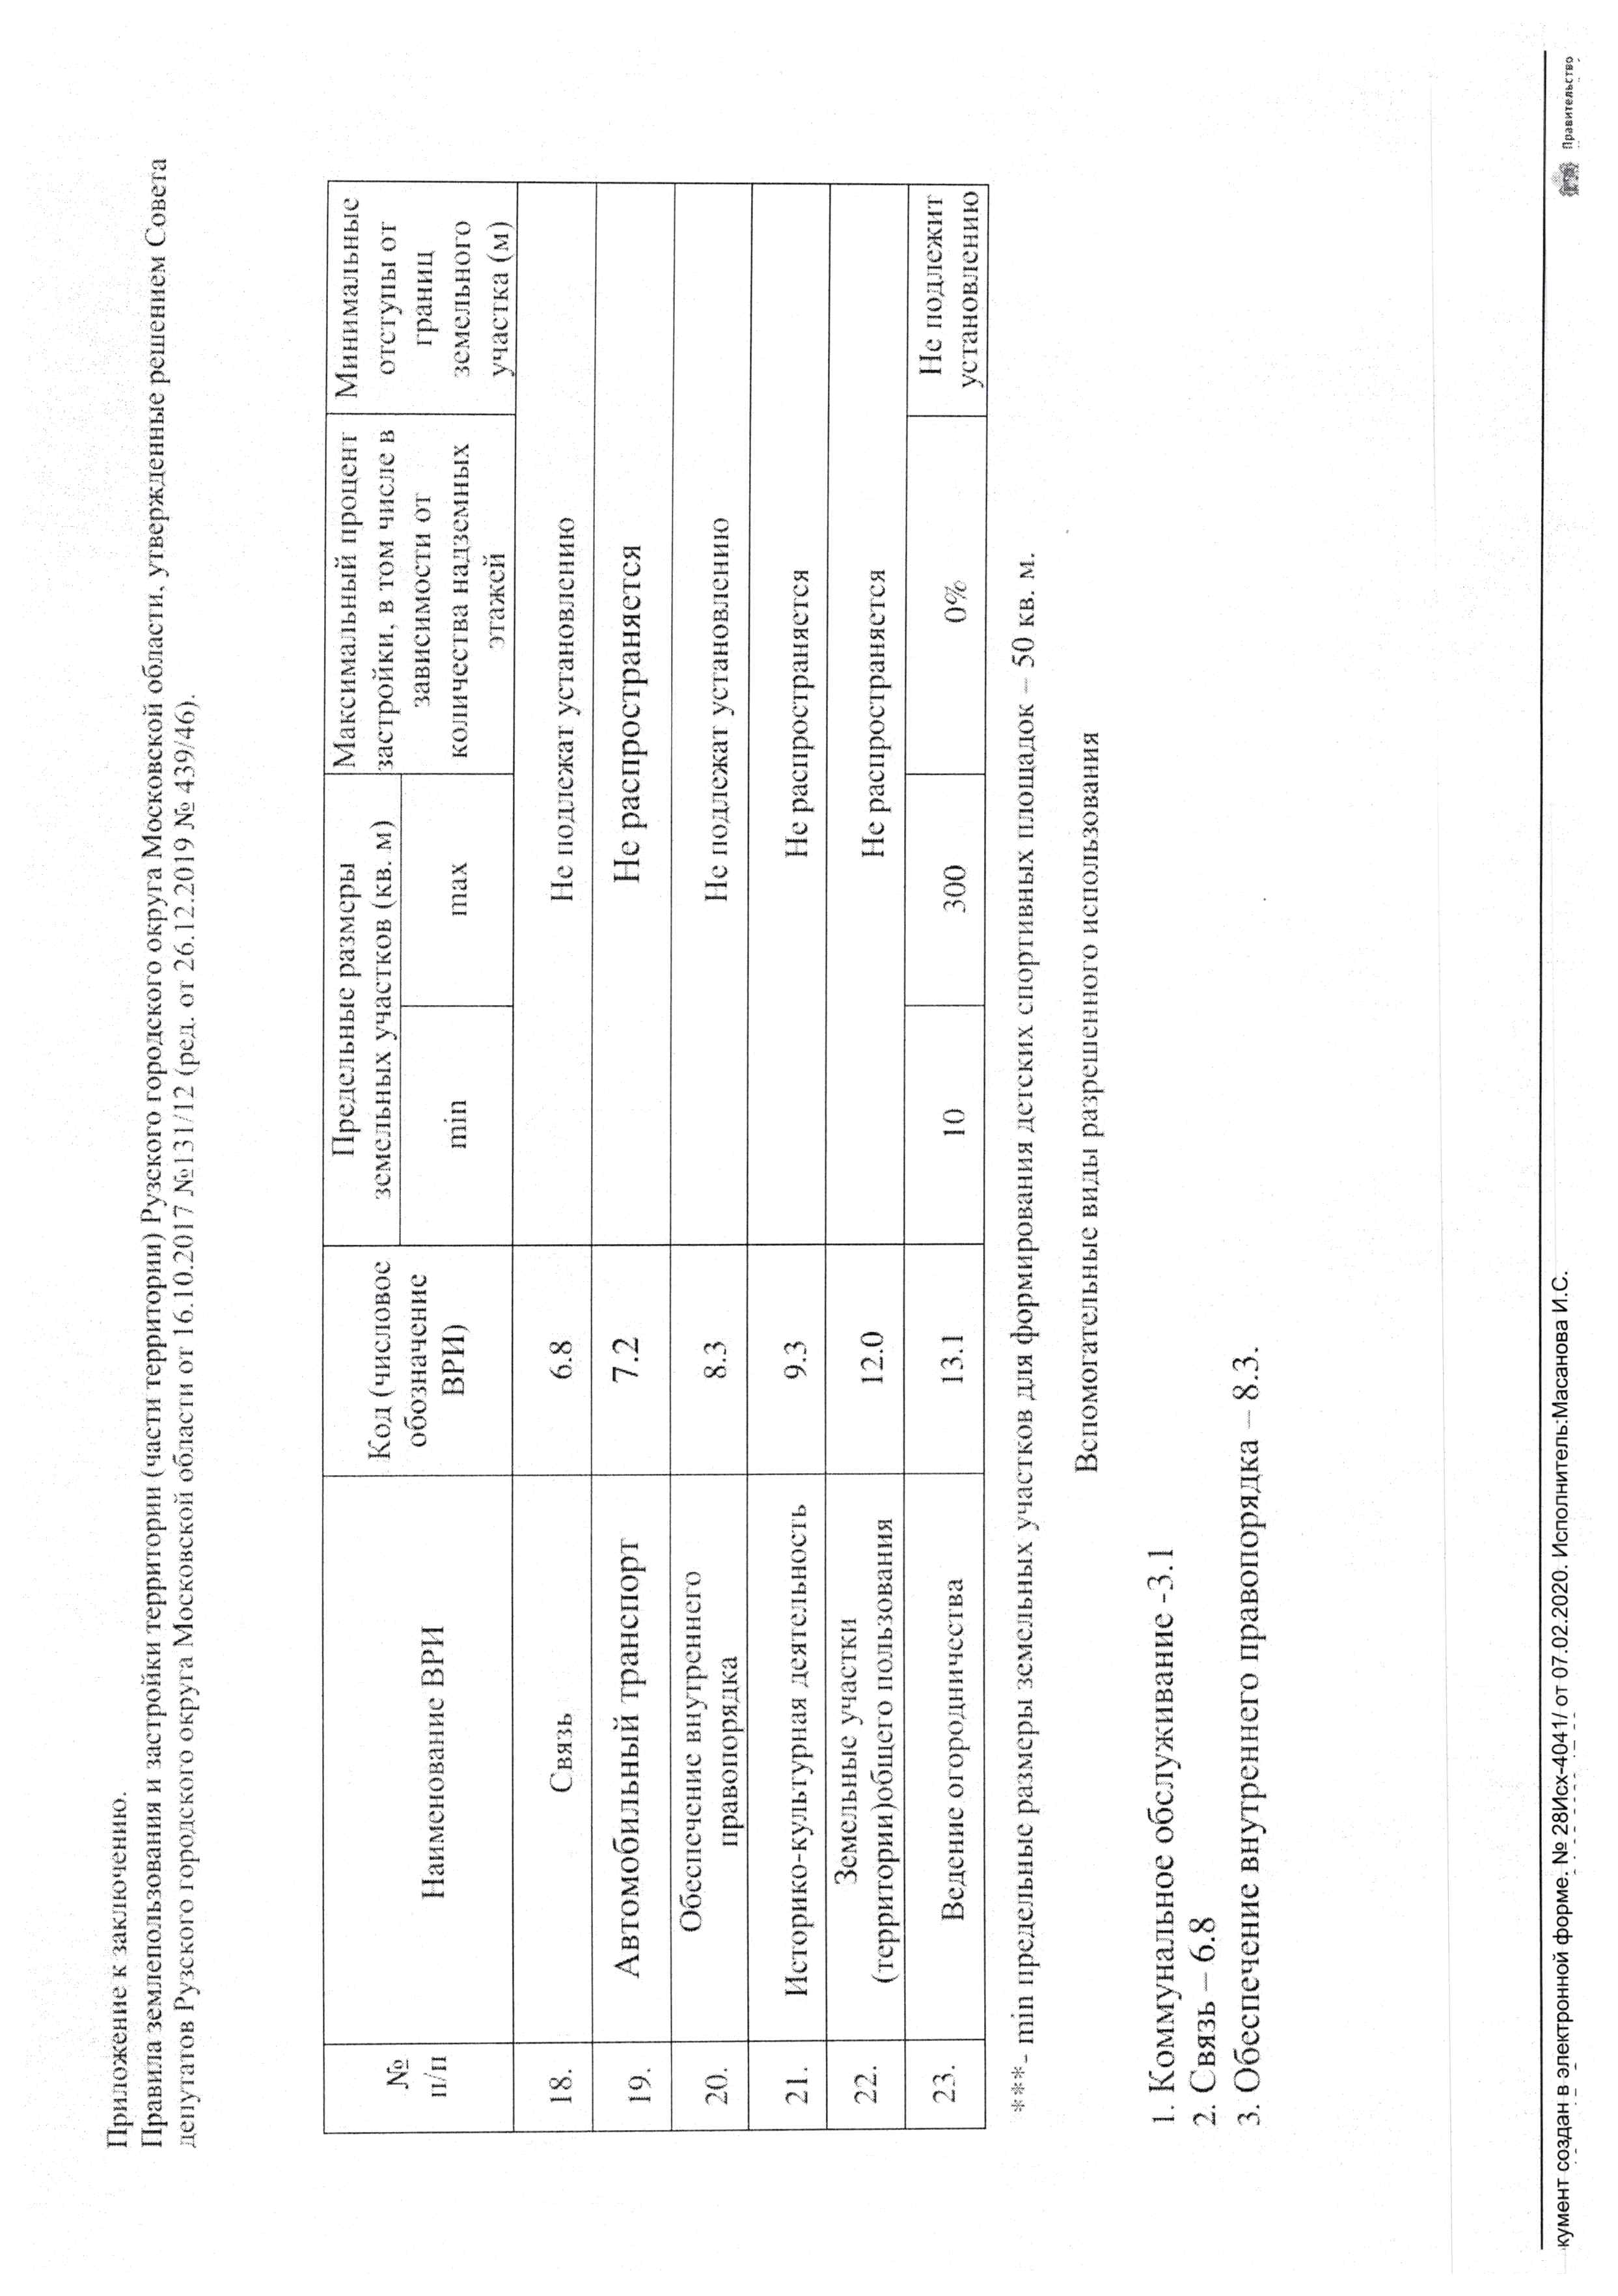 Приложение к заключению.
Правила землепользования и застройки территории (части территории) Рузского городского округа Московской области, утвержденные решением Совета
депутатов Рузского городского округа Московской области от 16.10.2017 №131/12 (ред. от 26.12.2019 № 439/46).
№
п/п
Наименование ВРИ
Код (числовое
обозначение
ВРИ)
Предельные размеры
земельных участков (кв. м)
min
max
Максимальный процент
застройки, в том числе в
зависимости от
количества надземных
этажей
Минимальные
отступы от
границ
земельного
участка (м)
18. Связь 6.8 Не подлежат установлению
19. Автомобильный транспорт 7.2 Не распространяется
20. Обеспечение внутреннего
правопорядка 8.3 Не подлежат установлению
21. Историко-культурная деятельность 9.3 Не распространяется
22. Земельные участки
(территории)общего пользования 12.0 Не распространяется
23. Ведение огородничества 13.1 10 300 0% Не подлежит
установлению
***- min предельные размеры земельных участков для формирования детских спортивных площадок – 50 кв. м.
Вспомогательные виды разрешенного использования
1. Коммунальное обслуживание -3.1
2. Связь – 6.8
3. Обеспечение внутреннего правопорядка – 8.3.
кумент создан в электронной форме. № 28Исх-4041/ от 07.02.2020. Исполнитель:Масанова И.С.
Правительство